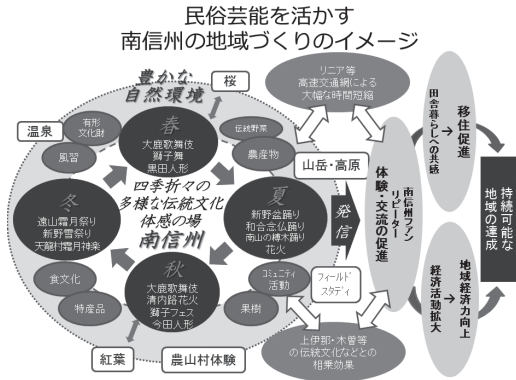 民俗芸能を活かす
南信州の地域づくりのイメージ
豊かな
自然環境
桜
温泉
有形
文化財
風習
春
大鹿歌舞伎
獅子舞
黒田人形
伝統野菜
農産物
山岳・高原
冬
遠山霜月祭り
新野雪祭り
天龍村霜月神楽
四季折々の
多様な伝統文化
体感の場
南信州
夏
新野盆踊り
和合念仏踊り
南山の榑木踊り
花火
秋
大鹿歌舞伎
清内路花火
獅子フェス
今田人形
食文化
特産品
コミュニティ
活動
果樹
フィールド
スタディ
紅葉
農山村体験
リニア等
高速交通網による
大幅な時間短縮
発信
南信州ファン
リピーター
体験・交流の促進
上伊那・木曽等
の伝統文化などとの
相乗効果
田舎暮らしへの共感
→
移住促進
経済活動拡大
→
地域経済力向上
持続可能な
地域の達成